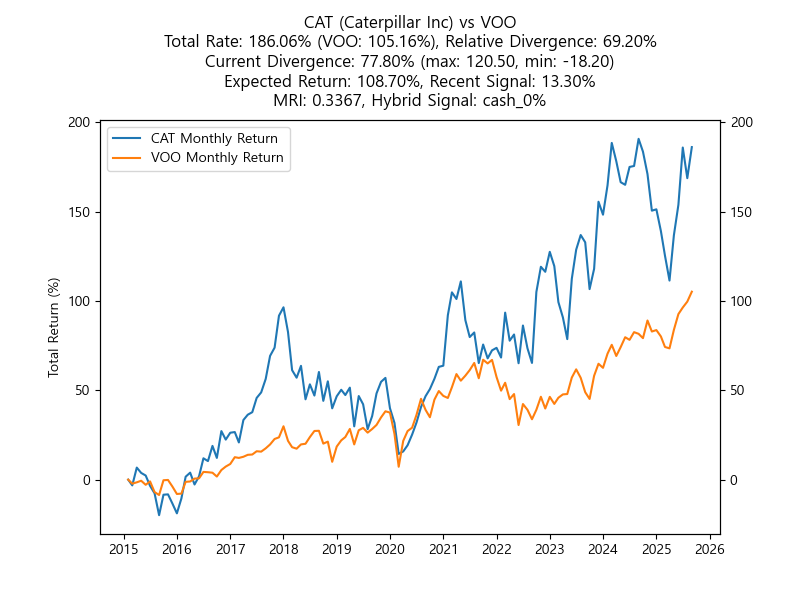 CAT (Caterpillar Inc) vs VOO
Total Rate: 186.06% (VOO: 105.16%), Relative Divergence: 69.20%
Current Divergence: 77.80% (max: 120.50, min: -18.20)
Expected Return: 108.70%, Recent Signal: 13.30%
MRI: 0.3367, Hybrid Signal: cash_0%
CAT Monthly Return
VOO Monthly Return
Total Return (%)
200
150
100
50
0
200
150
100
50
0
2015 2016 2017 2018 2019 2020 2021 2022 2023 2024 2025 2026